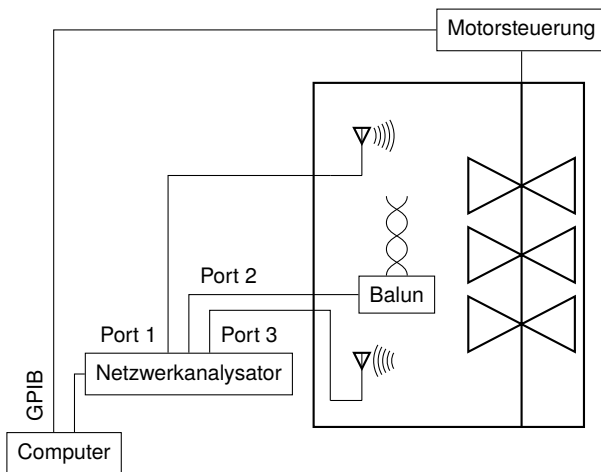 Motorsteuerung
Port 2
Balun
Port 1
Port 3
Netzwerkanalysator
GPIB
Computer